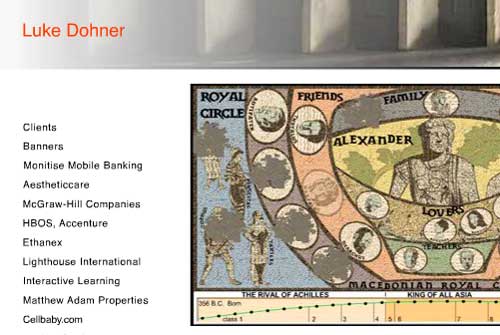 Luke Dohner
Clients
Banners
Monitise Mobile Banking
Aestheticcare
McGraw-Hill Companies
HBOS, Accenture
Ethanex
Lighthouse International
Interactive Learning
Matthew Adam Properties
Cellbaby.com
ROYAL
CIRCLE
FRIENDS
FAMILY
ALEXANDER
LOVERS
TEACHERS
MACEDONIAN ROYAL C
THE RIVAL OF ACHILLES
KING OF ALL ASIA
356 B.C. Born
class 1
2
3
4
5
6
7
8